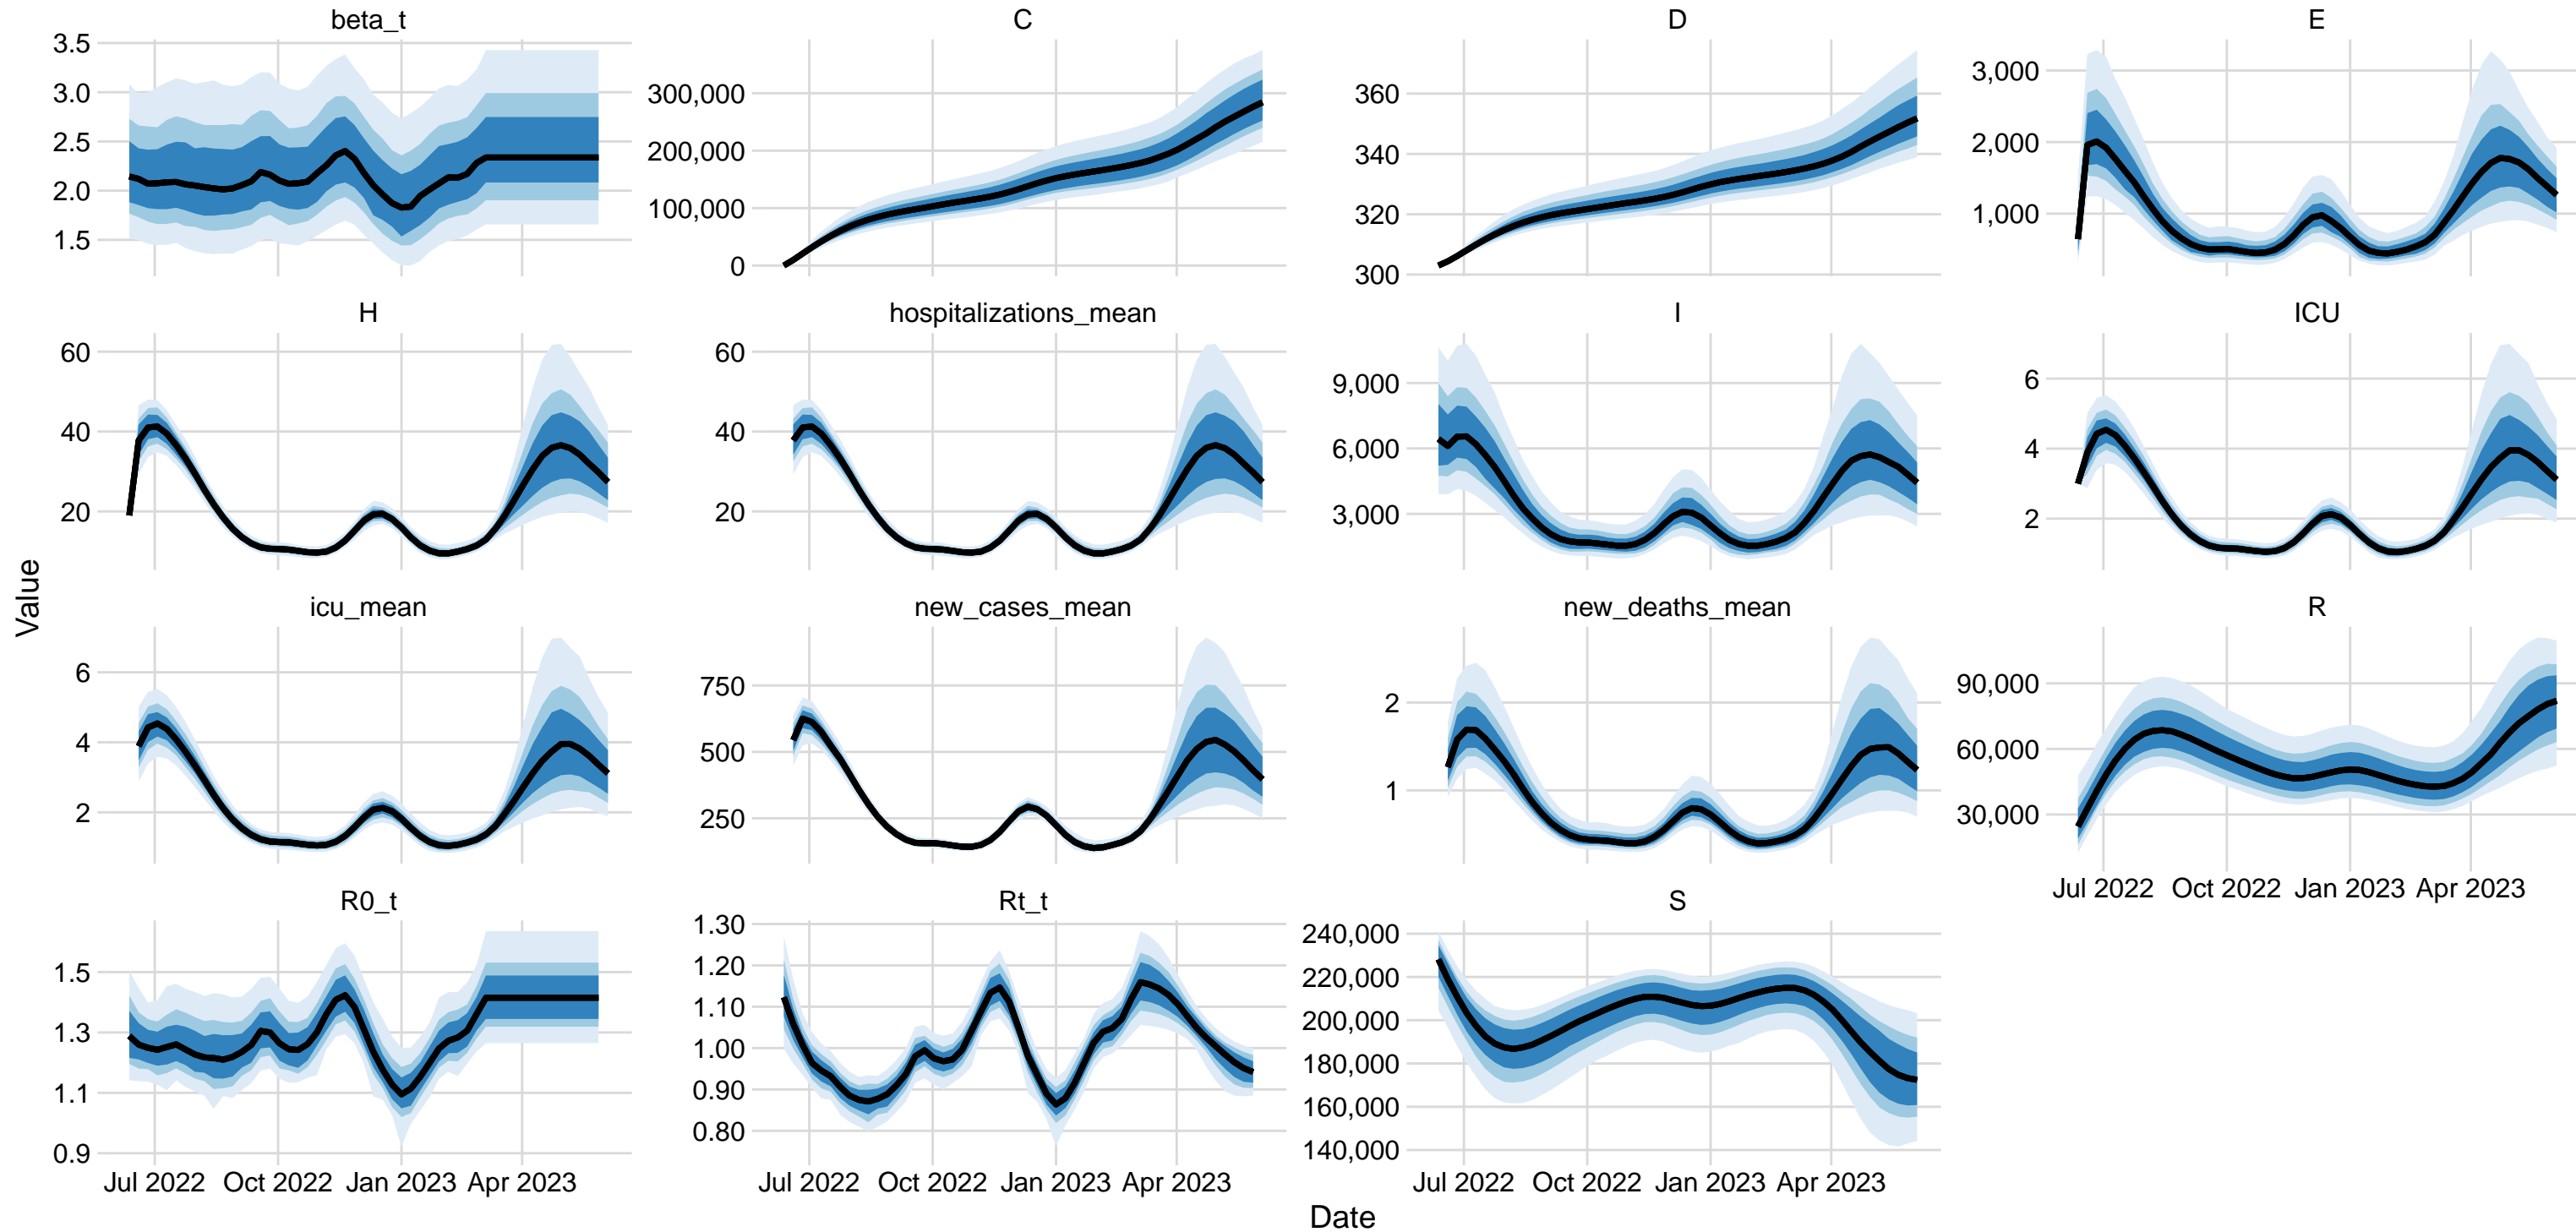 beta_t
C
D
E
3.5
3.0
2.5
2.0
1.5
300,000
200,000
100,000
0
360
340
320
300
3,000
2,000
1,000
H
hospitalizations_mean
I
ICU
60
40
20
60
40
20
9,000
6,000
3,000
6
4
2
Value
icu_mean
new_cases_mean
new_deaths_mean
R
6
4
2
750
500
250
2
1
90,000
60,000
30,000
Jul 2022 Oct 2022 Jan 2023 Apr 2023
R0_t
Rt_t
S
1.5
1.3
1.1
0.9
1.30
1.20
1.10
1.00
0.90
0.80
240,000
220,000
200,000
180,000
160,000
140,000
Jul 2022 Oct 2022 Jan 2023 Apr 2023
Jul 2022 Oct 2022 Jan 2023 Apr 2023
Jul 2022 Oct 2022 Jan 2023 Apr 2023
Date